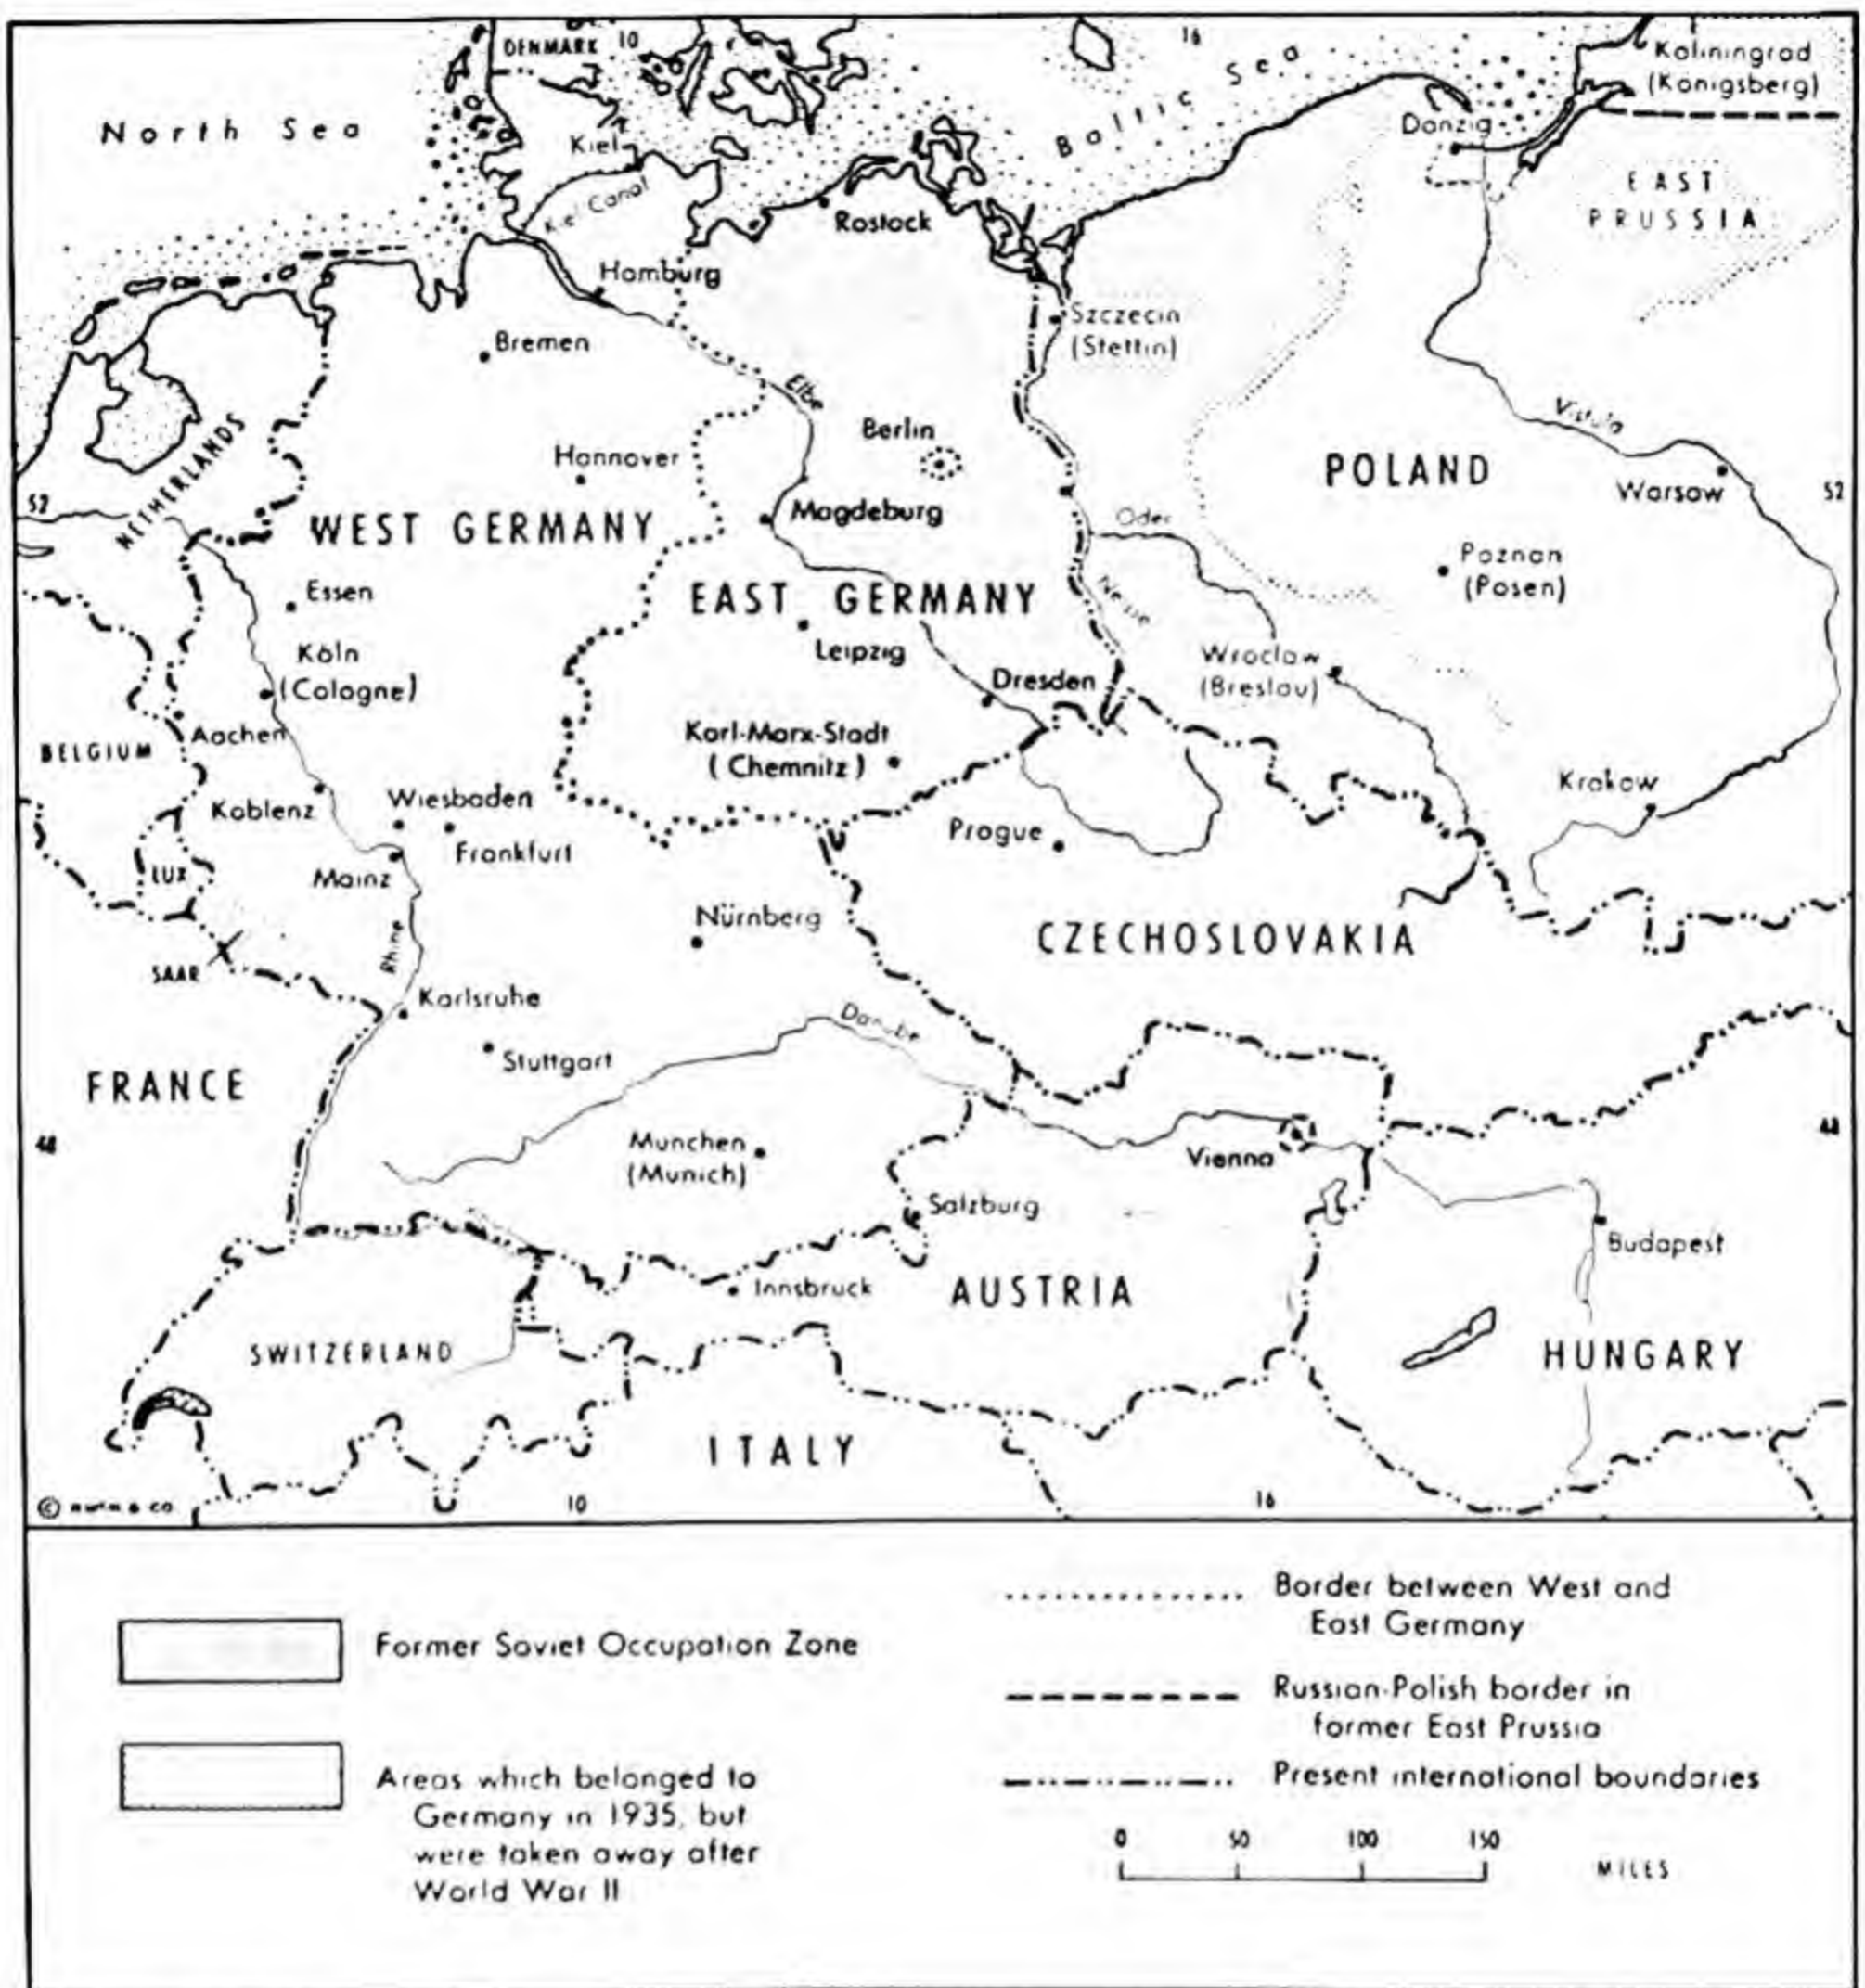 DENMARK
10
16
Kaliningrad
(Königsberg)
North Sea
Baltic Sea
Danzig
Kiel
EAST
PRUSSIA
Kiel Canal
Rostock
Hamburg
Szczecin
(Stettin)
Bremen
Elbe
Vistula
NETHERLANDS
Berlin
Hannover
POLAND
52
Warsaw
52
WEST GERMANY
Magdeburg
Oder
Poznan
(Posen)
Essen
EAST GERMANY
Neisse
Leipzig
Köln
(Cologne)
Wroclaw
(Breslau)
Dresden
Aachen
BELGIUM
Karl-Marx-Stadt
(Chemnitz)
Koblenz
Wiesbaden
Krakow
Prague
Frankfurt
LUX
Mainz
Nürnberg
CZECHOSLOVAKIA
Rhine
SAAR
Karlsruhe
Danube
Stuttgart
FRANCE
48
48
Munchen
(Munich)
Vienna
Salzburg
Budapest
Innsbruck
AUSTRIA
SWITZERLAND
HUNGARY
ITALY
10
16
Former Soviet Occupation Zone
Areas which belonged to
Germany in 1935, but
were taken away after
World War II
Border between West and
East Germany
Russian-Polish border in
former East Prussia
Present international boundaries
0 50 100 150
MILES